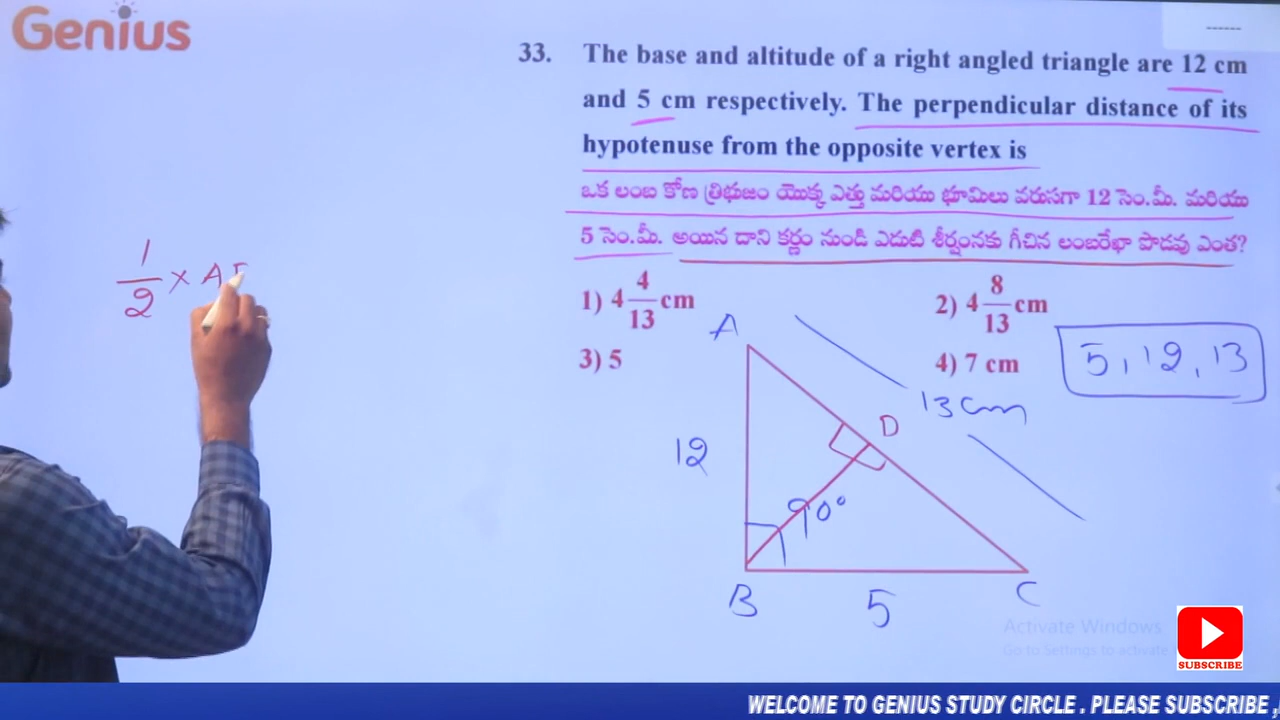 Genius
------
33. The base and altitude of a right angled triangle are 12 cm
and 5 cm respectively. The perpendicular distance of its
hypotenuse from the opposite vertex is
ఒక లంబ కోణ త్రిభుజం యొక్క ఎత్తు మరియు భూమిలు వరుసగా 12 సెం.మీ. మరియు
5 సెం.మీ. అయిన దాని కర్ణం నుండి ఎదుటి శీర్షంనకు గీచిన లంబరేఖా పొడవు ఎంత?
1) 4 4/13 cm
2) 4 8/13 cm
3) 5
4) 7 cm
5, 12, 13
1/2 × A
A
13 cm
D
12
90°
B
5
C
Activate Windows
Go to Settings to activate
SUBSCRIBE
WELCOME TO GENIUS STUDY CIRCLE . PLEASE SUBSCRIBE ,